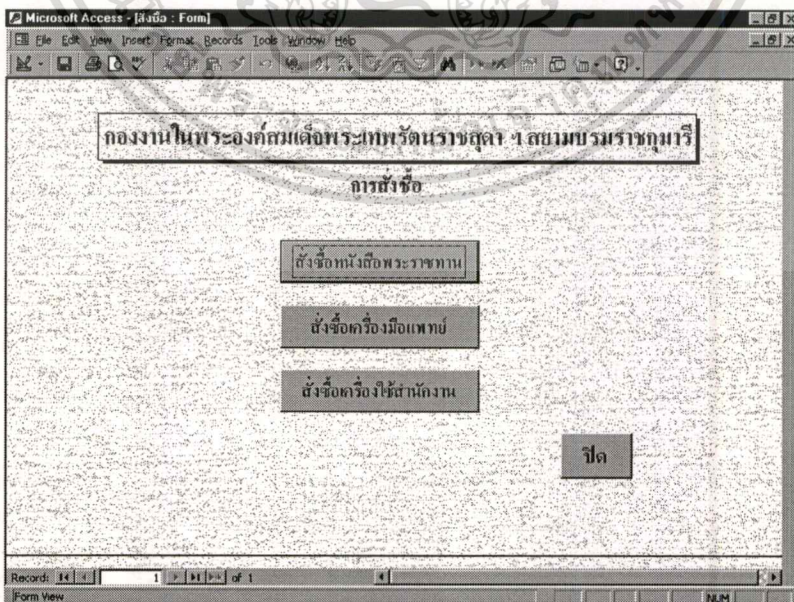 Microsoft Access - [สั่งซื้อ : Form]
File Edit View Insert Format Records Tools Window Help
กองงานในพระองค์สมเด็จพระเทพรัตนราชสุดา ฯ สยามบรมราชกุมารี
การสั่งซื้อ
สั่งซื้อหนังสือพระราชทาน
สั่งซื้อเครื่องมือแพทย์
สั่งซื้อเครื่องใช้สำนักงาน
ปิด
Record: 1 of 1
Form View NUM